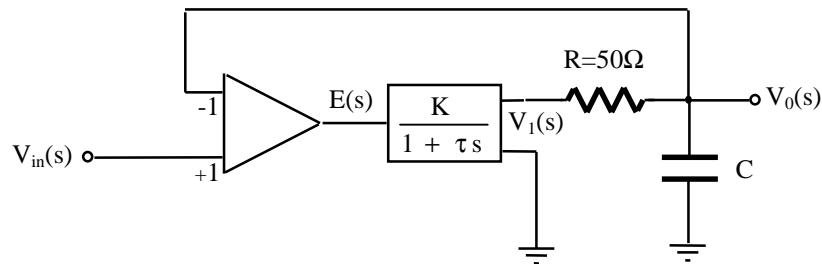 R=50Ω
-1
E(s)
K
1 + τs
V1(s)
V0(s)
Vin(s)
+1
C